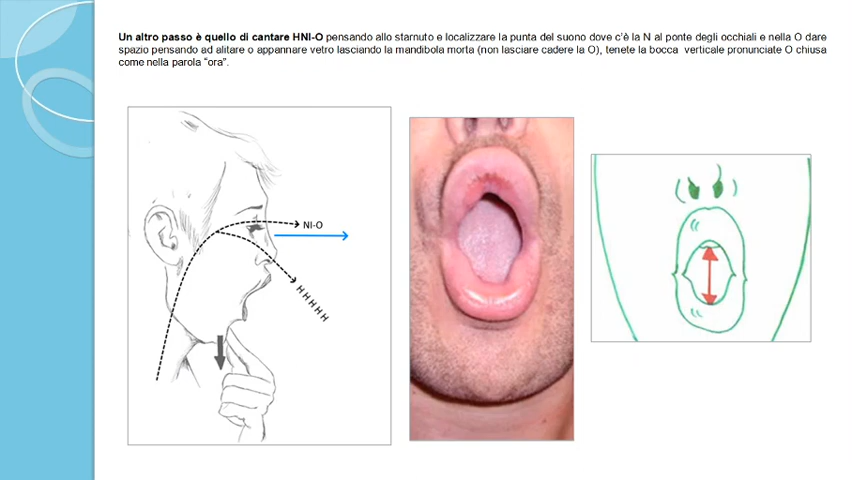 Un altro passo è quello di cantare HNI-O pensando allo starnuto e localizzare la punta del suono dove c'è la N al ponte degli occhiali e nella O dare
spazio pensando ad alitare o appannare vetro lasciando la mandibola morta (non lasciare cadere la O), tenete la bocca verticale pronunciate O chiusa
come nella parola "ora".
NI-O
HHHHH